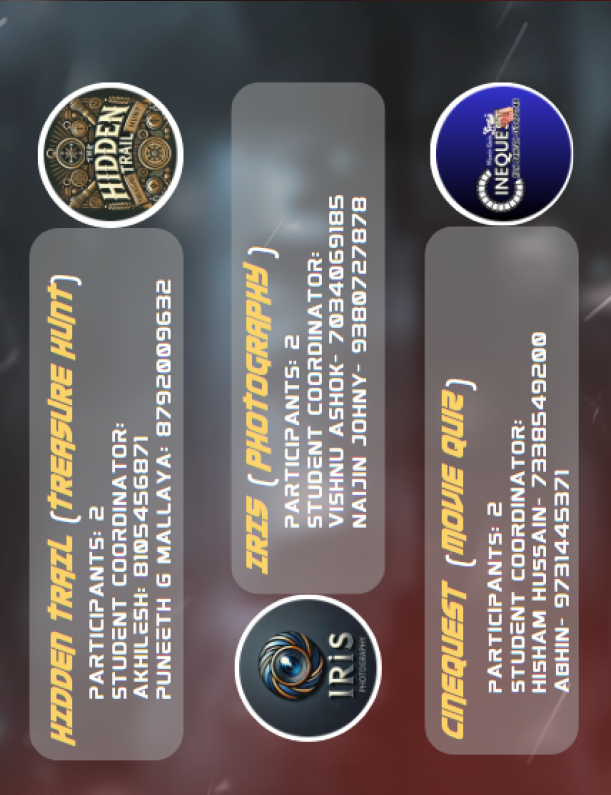 THE
HIDDEN
TRAIL
HUNT
HIDDEN TRAIL (TREASURE HUNT)
PARTICIPANTS: 2
STUDENT COORDINATOR:
AKHILESH: 8105456871
PUNEETH G MALLAYA: 8792009632
IRIS ( PHOTOGRAPHY )
PARTICIPANTS: 2
STUDENT COORDINATOR:
VISHNU ASHOK- 7034069185
NAIJIN JOHNY- 9380727878
IRiS
PHOTOGRAPHY
INEQUE
CINEQUEST (MOVIE QUIZ)
PARTICIPANTS: 2
STUDENT COORDINATOR:
HISHAM HUSSAIN- 7338549200
ABHIN- 9731445371